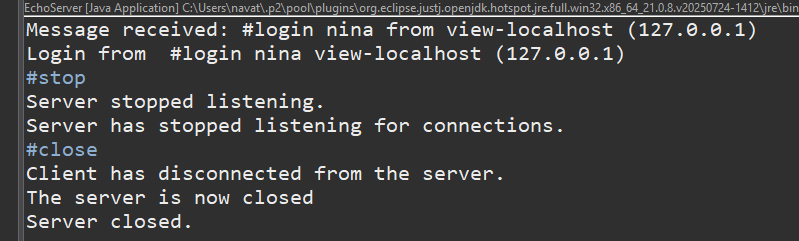 EchoServer [Java Application] C:\Users\navat\.p2\pool\plugins\org.eclipse.justj.openjdk.hotspot.jre.full.win32.x86_64_21.0.8.v20250724-1412\jre\bin
Message received: #login nina from view-localhost (127.0.0.1)
Login from  #login nina view-localhost (127.0.0.1)
#stop
Server stopped listening.
Server has stopped listening for connections.
#close
Client has disconnected from the server.
The server is now closed
Server closed.